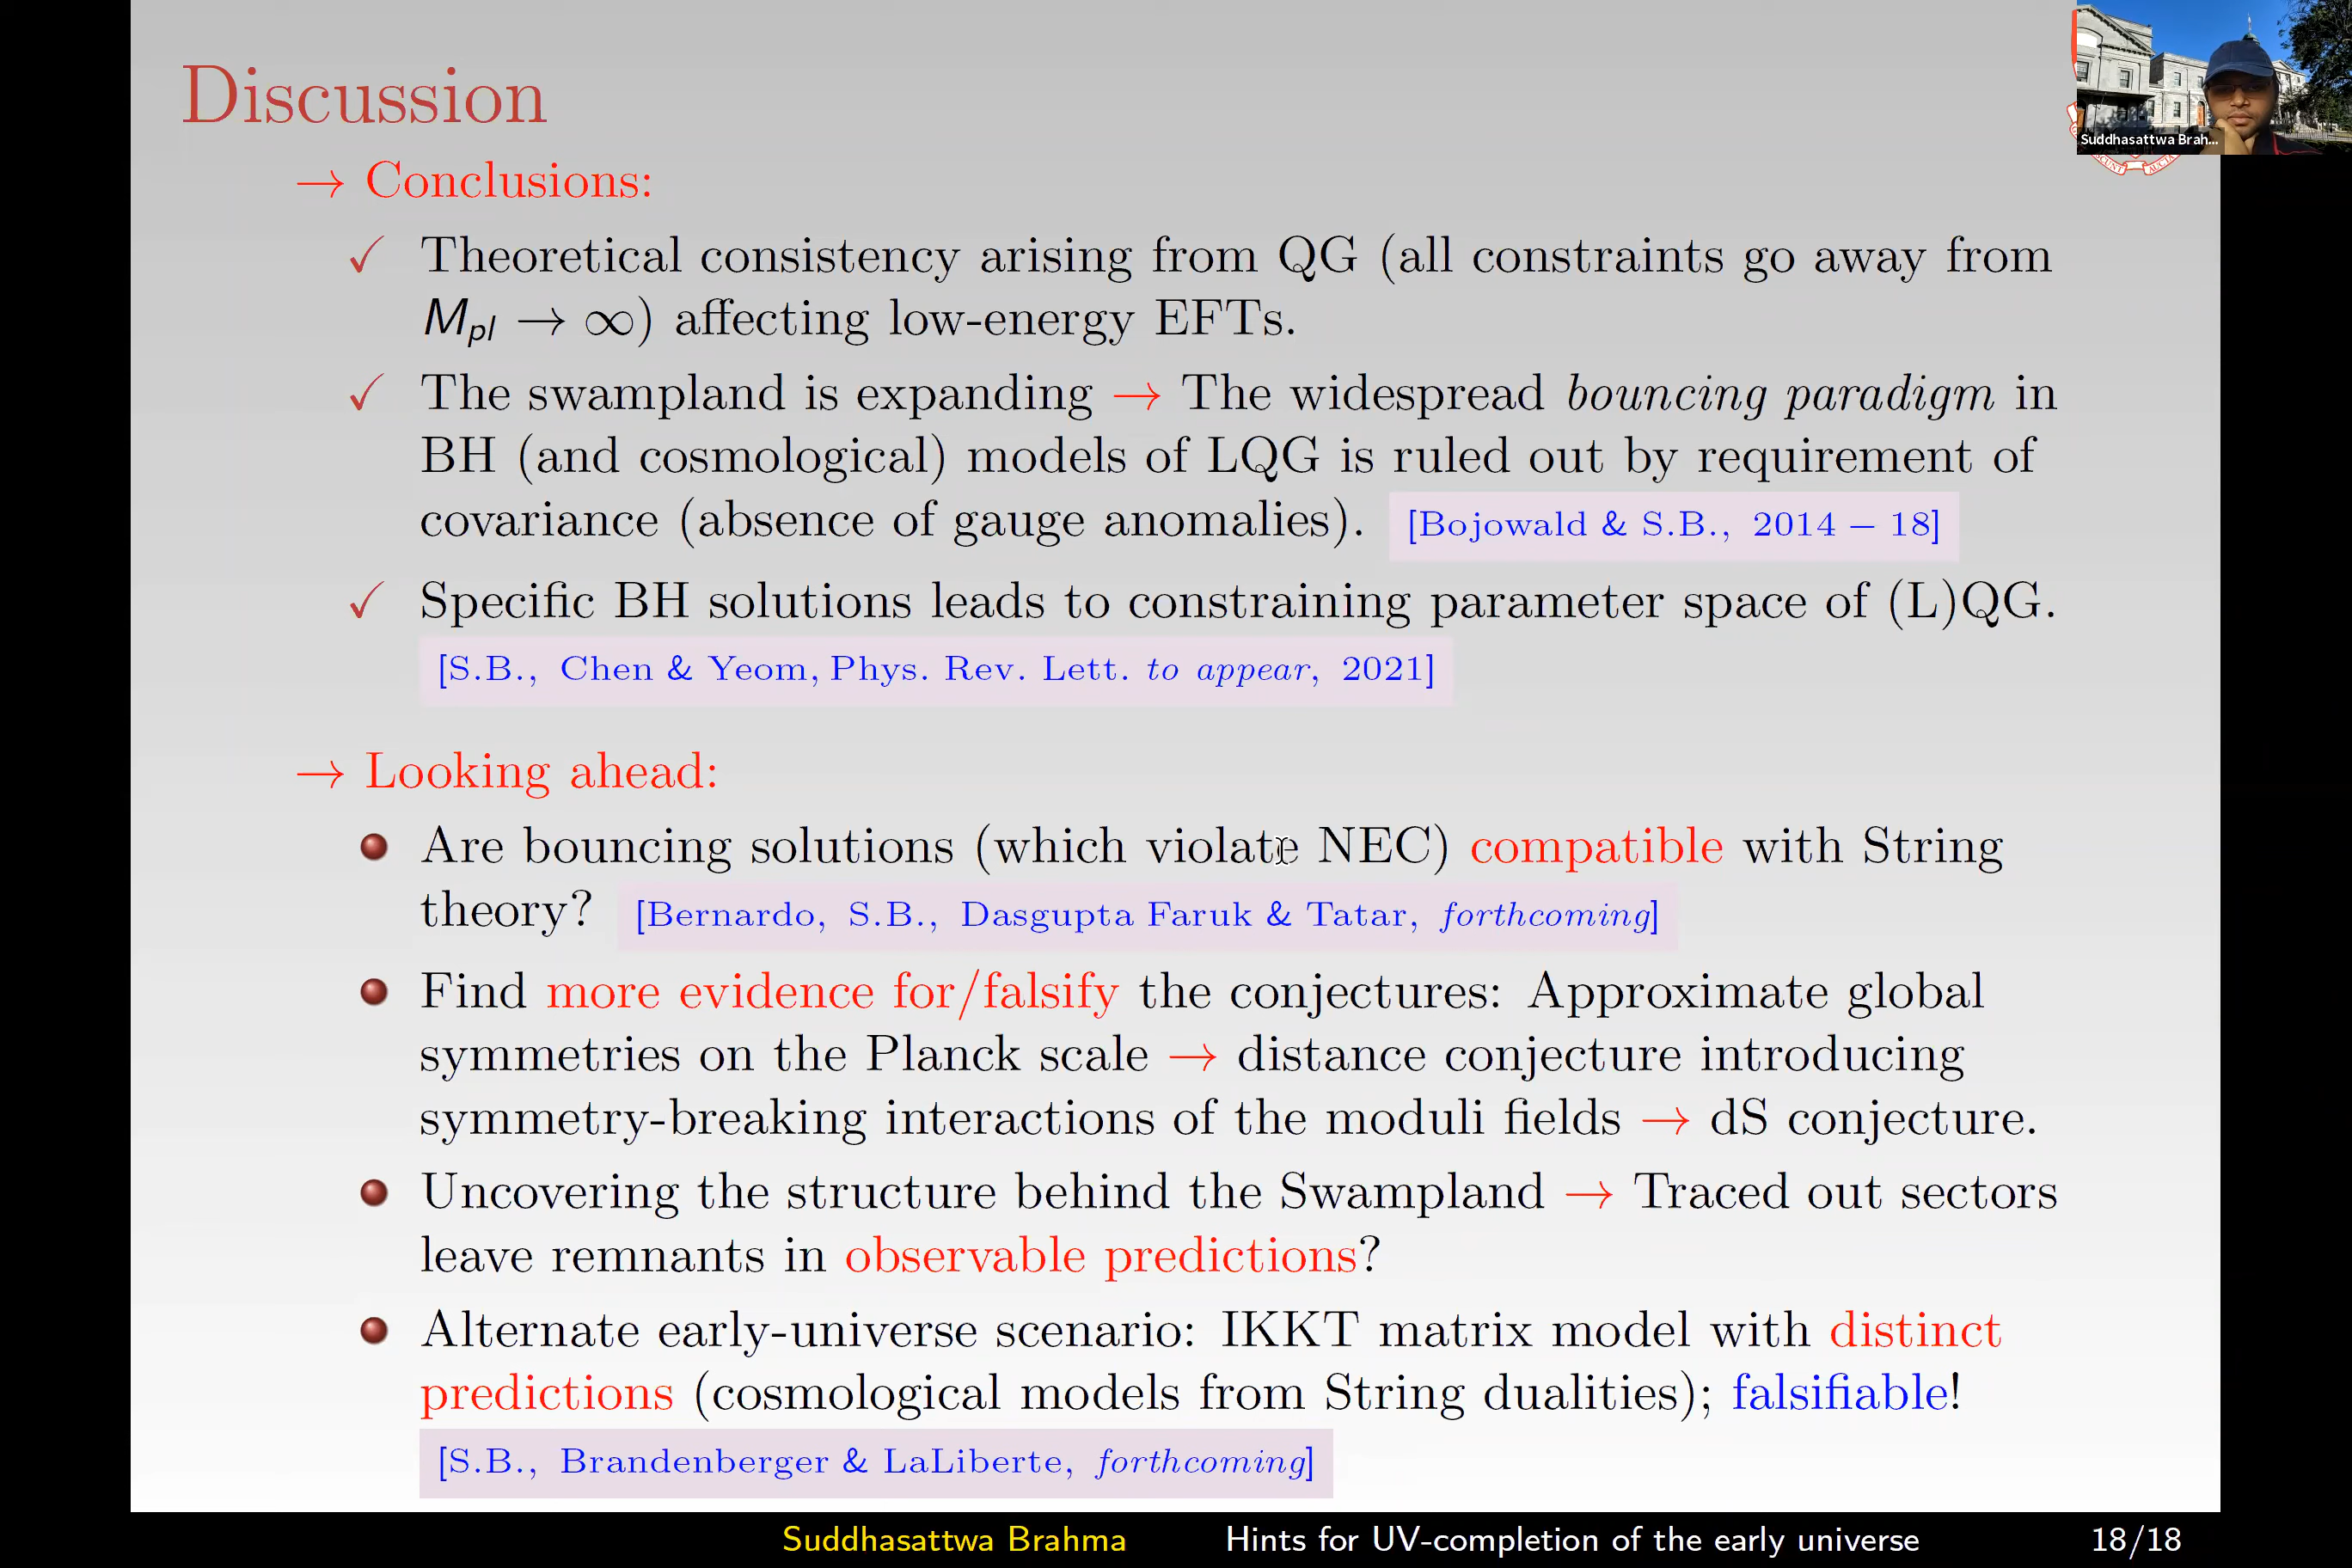 Discussion
Suddhasattwa Brah...
→ Conclusions:
✓ Theoretical consistency arising from QG (all constraints go away from
M_pl → ∞) affecting low-energy EFTs.
✓ The swampland is expanding → The widespread bouncing paradigm in
BH (and cosmological) models of LQG is ruled out by requirement of
covariance (absence of gauge anomalies). [Bojowald & S.B., 2014 – 18]
✓ Specific BH solutions leads to constraining parameter space of (L)QG.
[S.B., Chen & Yeom, Phys. Rev. Lett. to appear, 2021]
→ Looking ahead:
Are bouncing solutions (which violate NEC) compatible with String
theory? [Bernardo, S.B., Dasgupta Faruk & Tatar, forthcoming]
Find more evidence for/falsify the conjectures: Approximate global
symmetries on the Planck scale → distance conjecture introducing
symmetry-breaking interactions of the moduli fields → dS conjecture.
Uncovering the structure behind the Swampland → Traced out sectors
leave remnants in observable predictions?
Alternate early-universe scenario: IKKT matrix model with distinct
predictions (cosmological models from String dualities); falsifiable!
[S.B., Brandenberger & LaLiberte, forthcoming]
Suddhasattwa Brahma Hints for UV-completion of the early universe 18/18